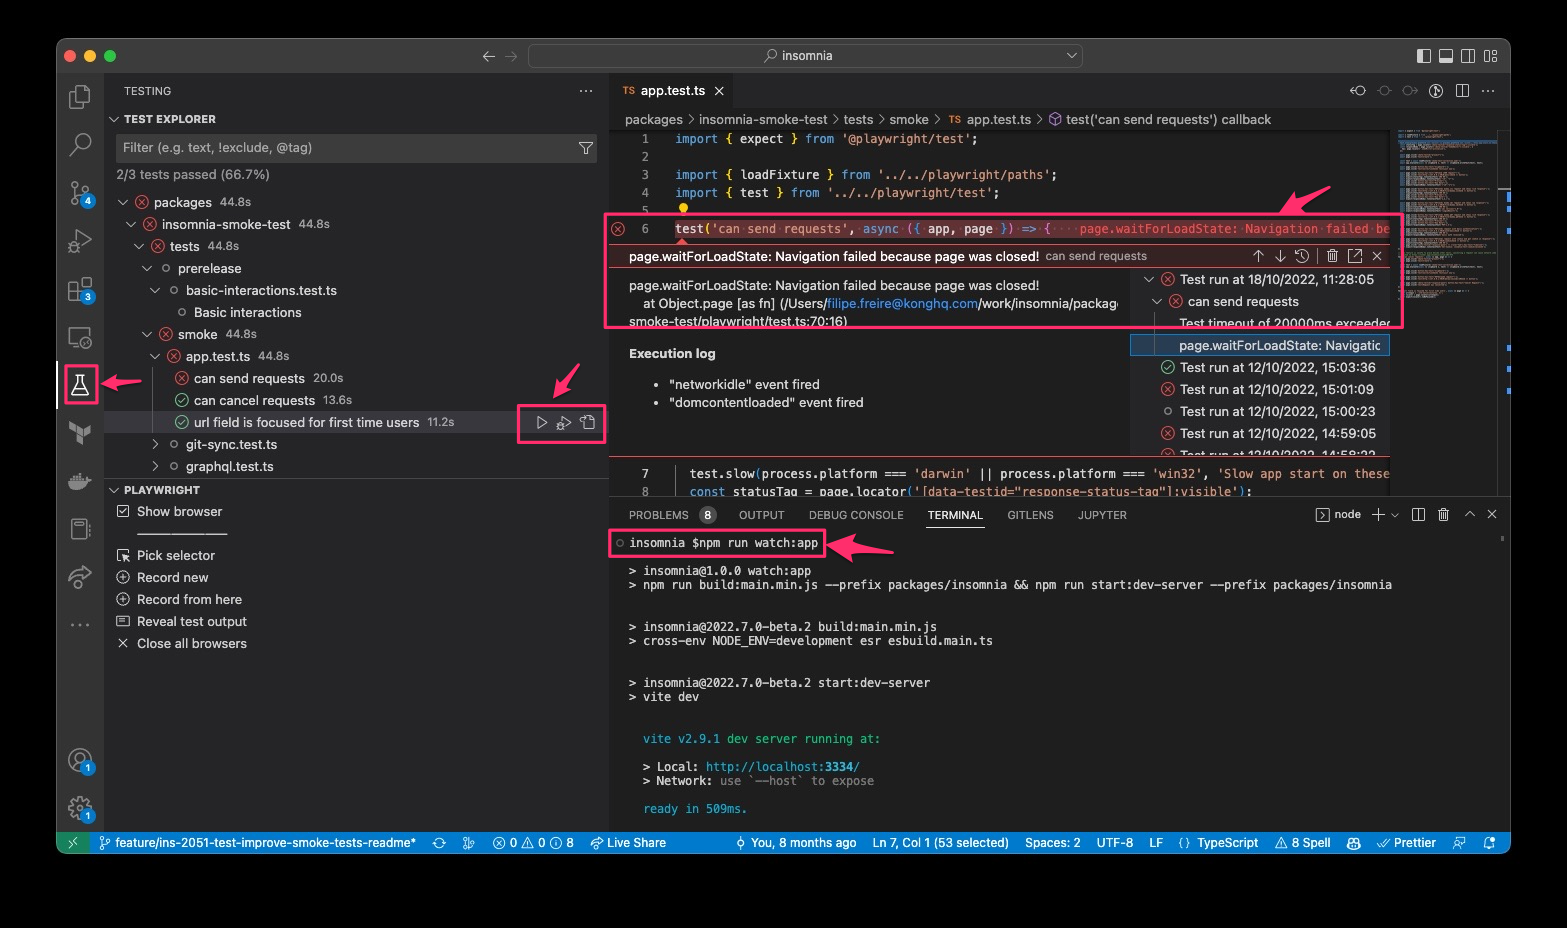 insomnia
TESTING
TEST EXPLORER
Filter (e.g. text, !exclude, @tag)
2/3 tests passed (66.7%)
packages 44.8s
insomnia-smoke-test 44.8s
tests 44.8s
prerelease
basic-interactions.test.ts
Basic interactions
smoke 44.8s
app.test.ts 44.8s
can send requests 20.0s
can cancel requests 13.6s
url field is focused for first time users 11.2s
git-sync.test.ts
graphql.test.ts
PLAYWRIGHT
Show browser
Pick selector
Record new
Record from here
Reveal test output
Close all browsers
4
3
1
1
TS app.test.ts
packages > insomnia-smoke-test > tests > smoke > TS app.test.ts > test('can send requests') callback
1 import { expect } from '@playwright/test';
2
3 import { loadFixture } from '../../playwright/paths';
4 import { test } from '../../playwright/test';
5
6 test('can send requests', async ({ app, page }) => { page.waitForLoadState: Navigation failed be
page.waitForLoadState: Navigation failed because page was closed! can send requests
page.waitForLoadState: Navigation failed because page was closed!
at Object.page [as fn] (/Users/filipe.freire@konghq.com/work/insomnia/packag
smoke-test/playwright/test.ts:70:16)
Execution log
• "networkidle" event fired
• "domcontentloaded" event fired
Test run at 18/10/2022, 11:28:05
can send requests
Test timeout of 20000ms exceeded
page.waitForLoadState: Navigatic
Test run at 12/10/2022, 15:03:36
Test run at 12/10/2022, 15:01:09
Test run at 12/10/2022, 15:00:23
Test run at 12/10/2022, 14:59:05
Test run at 12/10/2022, 14:58:22
7 test.slow(process.platform === 'darwin' || process.platform === 'win32', 'Slow app start on these
8 const statusTag = page.locator('[data-testid="response-status-tag"]:visible');
PROBLEMS 8 OUTPUT DEBUG CONSOLE TERMINAL GITLENS JUPYTER node
insomnia $npm run watch:app
> insomnia@1.0.0 watch:app
> npm run build:main.min.js --prefix packages/insomnia && npm run start:dev-server --prefix packages/insomnia
> insomnia@2022.7.0-beta.2 build:main.min.js
> cross-env NODE_ENV=development esr esbuild.main.ts
> insomnia@2022.7.0-beta.2 start:dev-server
> vite dev
vite v2.9.1 dev server running at:
> Local: http://localhost:3334/
> Network: use `--host` to expose
ready in 509ms.
feature/ins-2051-test-improve-smoke-tests-readme* 0 0 8 Live Share You, 8 months ago Ln 7, Col 1 (53 selected) Spaces: 2 UTF-8 LF {} TypeScript 8 Spell Prettier